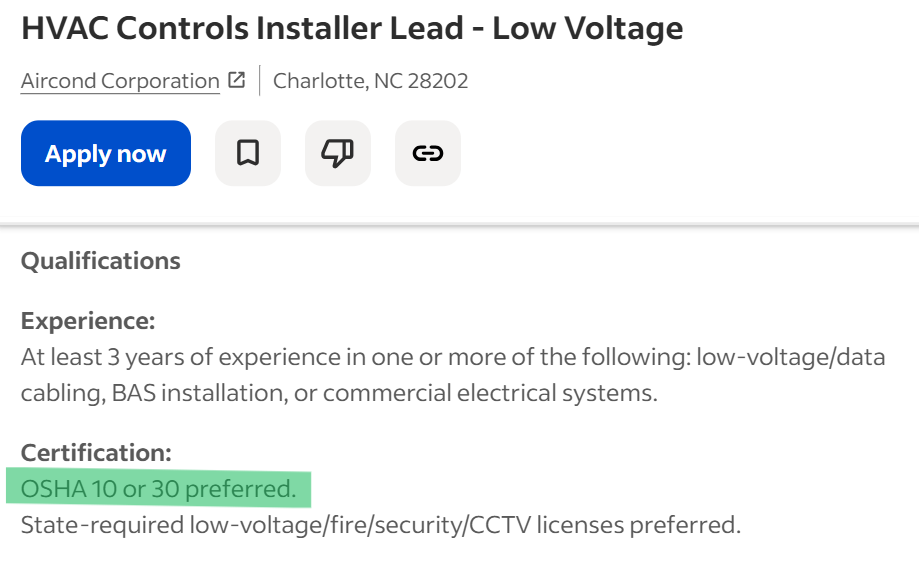 HVAC Controls Installer Lead - Low Voltage
Aircond Corporation
Charlotte, NC 28202
Apply now
Qualifications
Experience:
At least 3 years of experience in one or more of the following: low-voltage/data
cabling, BAS installation, or commercial electrical systems.
Certification:
OSHA 10 or 30 preferred.
State-required low-voltage/fire/security/CCTV licenses preferred.